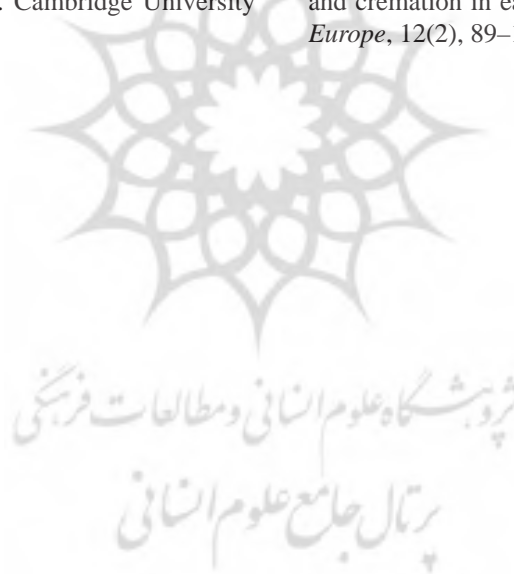 . Cambridge University
and cremation in ea
Europe, 12(2), 89–1
پژوهشگاه علوم انسانی و مطالعات فرهنگی
پرتال جامع علوم انسانی